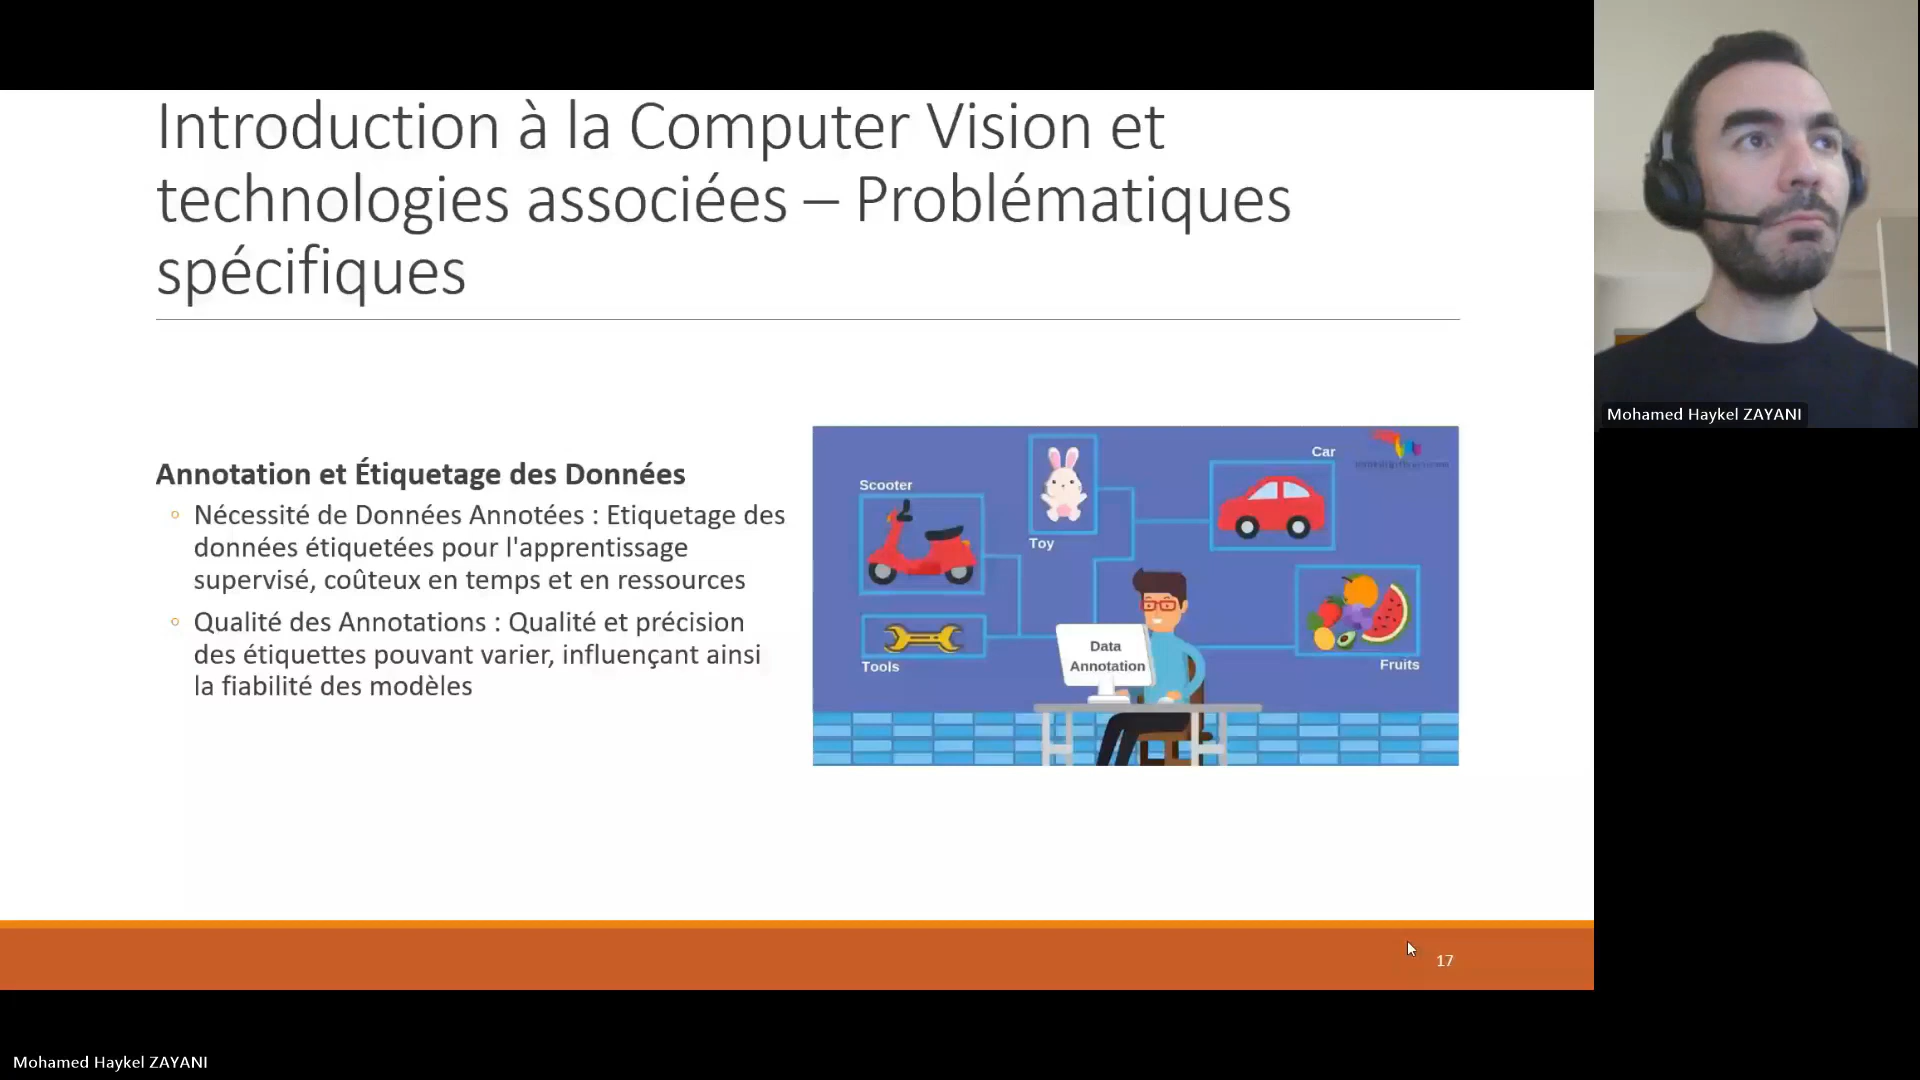 Introduction à la Computer Vision et
technologies associées – Problématiques
spécifiques
Annotation et Étiquetage des Données
◦ Nécessité de Données Annotées : Etiquetage des
données étiquetées pour l'apprentissage
supervisé, coûteux en temps et en ressources
◦ Qualité des Annotations : Qualité et précision
des étiquettes pouvant varier, influençant ainsi
la fiabilité des modèles
Scooter
Toy
Car
Tools
Data
Annotation
Fruits
17
Mohamed Haykel ZAYANI
Mohamed Haykel ZAYANI